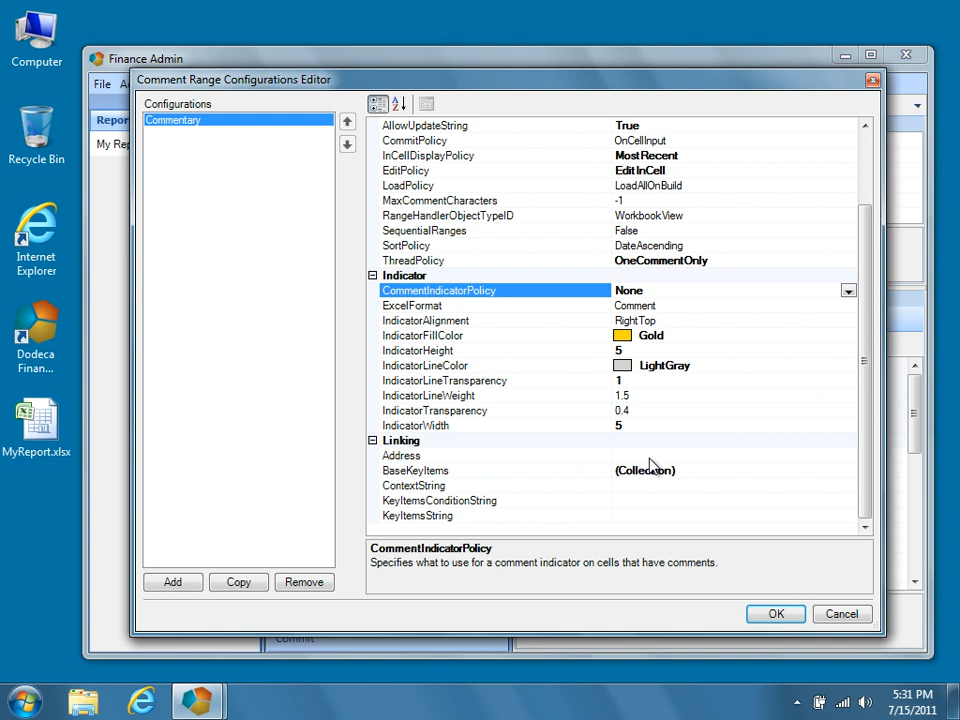 Computer
Recycle Bin
Internet
Explorer
Dodeca
Finan...
MyReport.xlsx
Finance Admin
File
Repor
My Rep
Comment Range Configurations Editor
Configurations
Commentary
Add
Copy
Remove
AllowUpdateString True
CommitPolicy OnCellInput
InCellDisplayPolicy MostRecent
EditPolicy EditInCell
LoadPolicy LoadAllOnBuild
MaxCommentCharacters -1
RangeHandlerObjectTypeID WorkbookView
SequentialRanges False
SortPolicy DateAscending
ThreadPolicy OneCommentOnly
Indicator
CommentIndicatorPolicy None
ExcelFormat Comment
IndicatorAlignment RightTop
IndicatorFillColor Gold
IndicatorHeight 5
IndicatorLineColor LightGray
IndicatorLineTransparency 1
IndicatorLineWeight 1.5
IndicatorTransparency 0.4
IndicatorWidth 5
Linking
Address
BaseKeyItems (Collection)
ContextString
KeyItemsConditionString
KeyItemsString
CommentIndicatorPolicy
Specifies what to use for a comment indicator on cells that have comments.
OK
Cancel
Commit
5:31 PM
7/15/2011